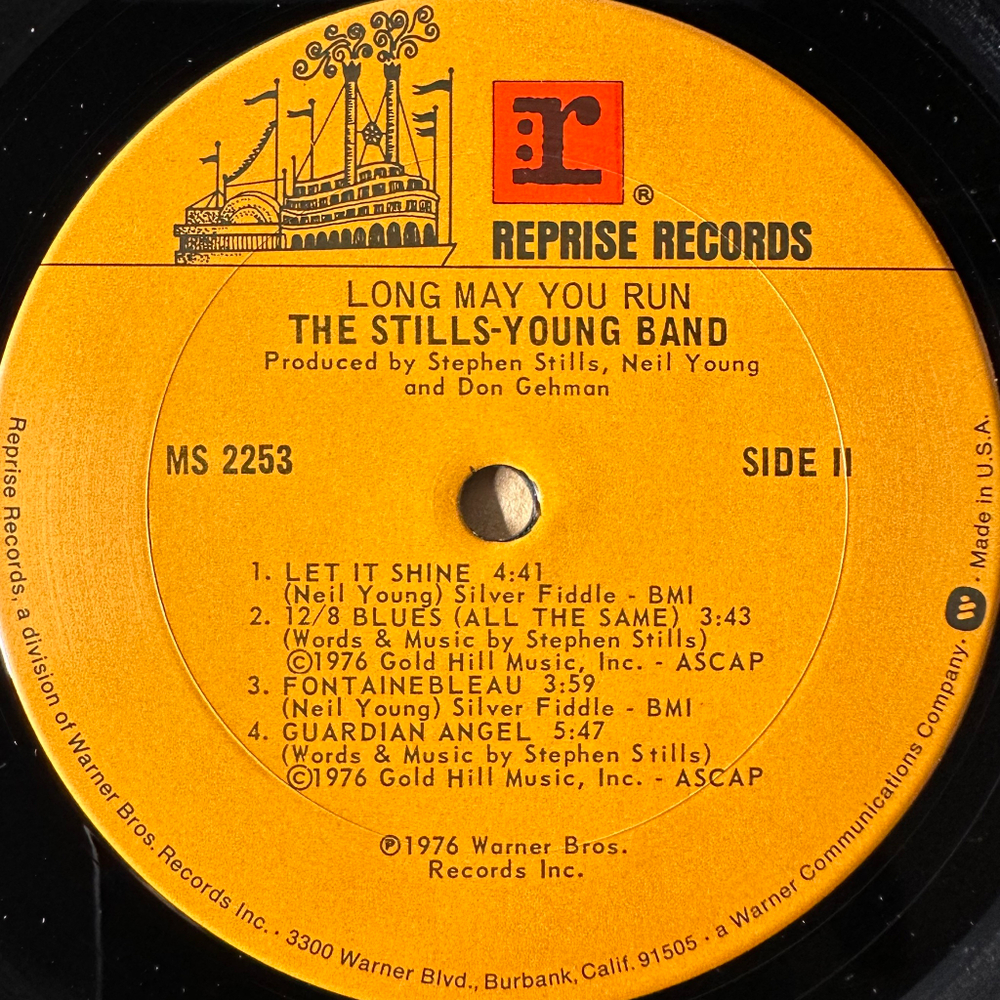 r
®
REPRISE RECORDS
LONG MAY YOU RUN
THE STILLS-YOUNG BAND
Produced by Stephen Stills, Neil Young
and Don Gehman
MS 2253
SIDE II
1. LET IT SHINE 4:41
(Neil Young) Silver Fiddle - BMI
2. 12/8 BLUES (ALL THE SAME) 3:43
(Words & Music by Stephen Stills)
©1976 Gold Hill Music, Inc. - ASCAP
3. FONTAINEBLEAU 3:59
(Neil Young) Silver Fiddle - BMI
4. GUARDIAN ANGEL 5:47
(Words & Music by Stephen Stills)
©1976 Gold Hill Music, Inc. - ASCAP
℗1976 Warner Bros.
Records Inc.
Reprise Records, a division of Warner Bros. Records Inc. · 3300 Warner Blvd., Burbank, Calif. 91505 · a Warner Communications Company. · Made in U.S.A.